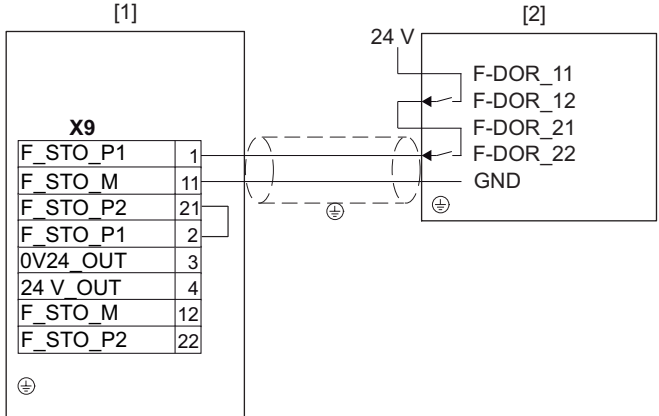 [1]
[2]
24 V
F-DOR_11
F-DOR_12
F-DOR_21
F-DOR_22
GND
X9
F_STO_P1 1
F_STO_M 11
F_STO_P2 21
F_STO_P1 2
0V24_OUT 3
24 V_OUT 4
F_STO_M 12
F_STO_P2 22